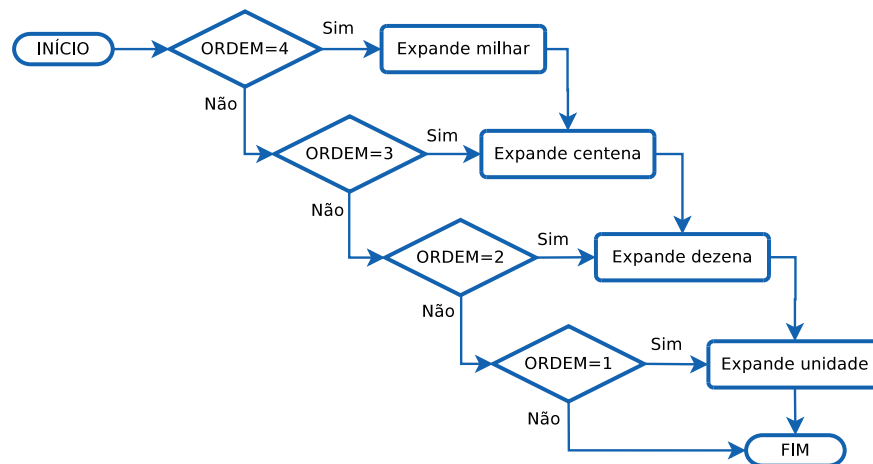 INÍCIO
ORDEM=4
Sim
Expande milhar
Não
ORDEM=3
Sim
Expande centena
Não
ORDEM=2
Sim
Expande dezena
Não
ORDEM=1
Sim
Expande unidade
Não
FIM